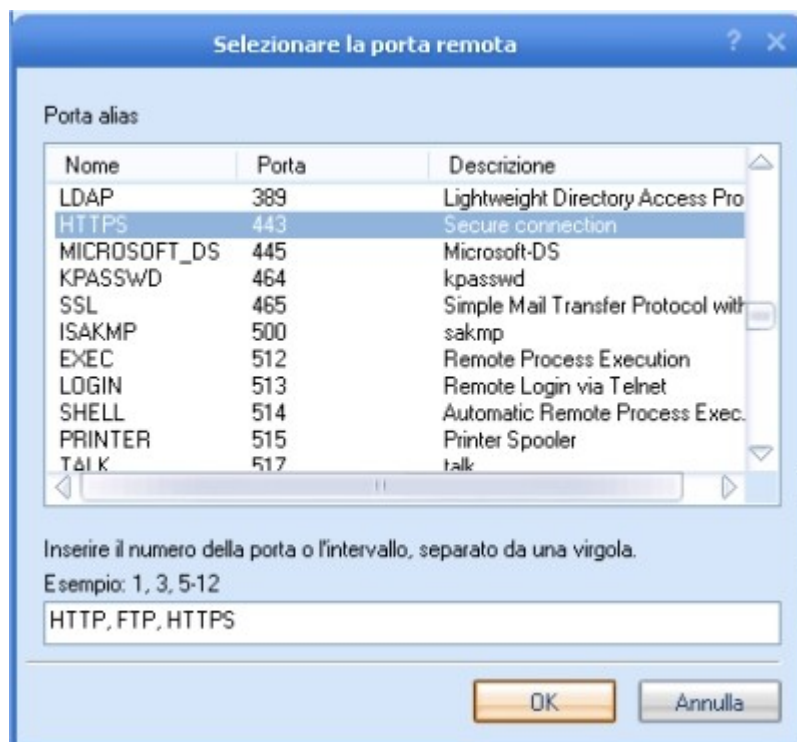 Selezionare la porta remota ? ×
Porta alias
Nome Porta Descrizione
LDAP 389 Lightweight Directory Access Pro
HTTPS 443 Secure connection
MICROSOFT_DS 445 Microsoft-DS
KPASSWD 464 kpasswd
SSL 465 Simple Mail Transfer Protocol with
ISAKMP 500 sakmp
EXEC 512 Remote Process Execution
LOGIN 513 Remote Login via Telnet
SHELL 514 Automatic Remote Process Exec.
PRINTER 515 Printer Spooler
TALK 517 talk
Inserire il numero della porta o l'intervallo, separato da una virgola.
Esempio: 1, 3, 5-12
HTTP, FTP, HTTPS
OK Annulla